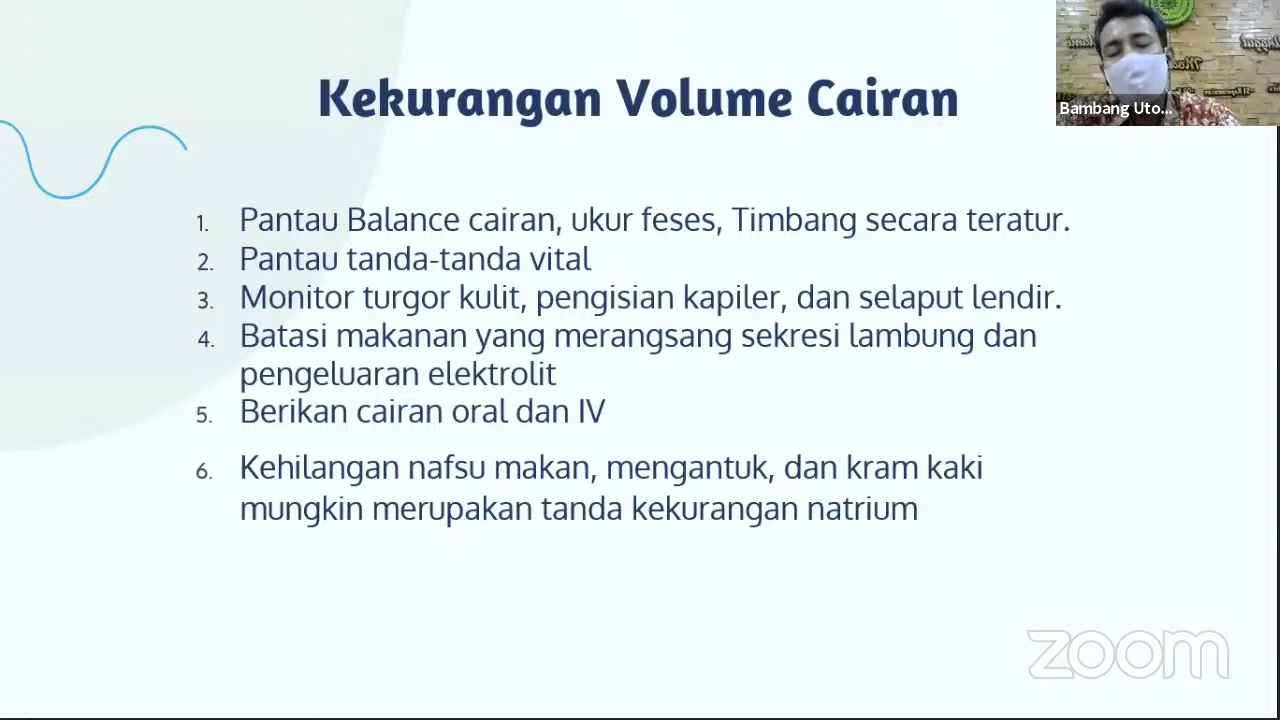 Kekurangan Volume Cairan
Bambang Uto...
1. Pantau Balance cairan, ukur feses, Timbang secara teratur.
2. Pantau tanda-tanda vital
3. Monitor turgor kulit, pengisian kapiler, dan selaput lendir.
4. Batasi makanan yang merangsang sekresi lambung dan
pengeluaran elektrolit
5. Berikan cairan oral dan IV
6. Kehilangan nafsu makan, mengantuk, dan kram kaki
mungkin merupakan tanda kekurangan natrium
zoom